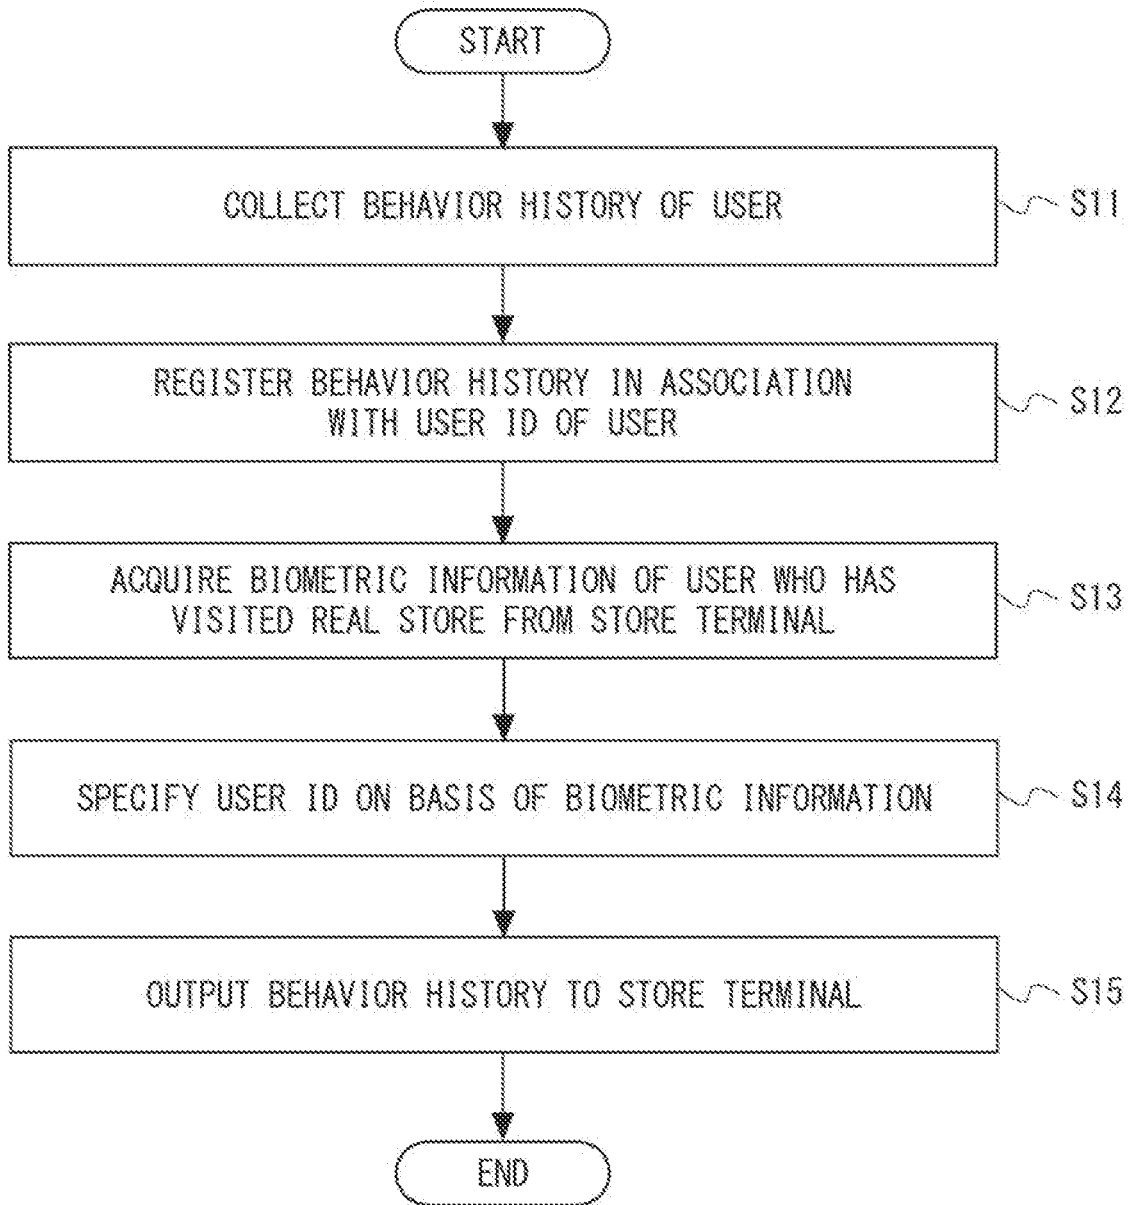 START
COLLECT BEHAVIOR HISTORY OF USER
S11
REGISTER BEHAVIOR HISTORY IN ASSOCIATION
WITH USER ID OF USER
S12
ACQUIRE BIOMETRIC INFORMATION OF USER WHO HAS
VISITED REAL STORE FROM STORE TERMINAL
S13
SPECIFY USER ID ON BASIS OF BIOMETRIC INFORMATION
S14
OUTPUT BEHAVIOR HISTORY TO STORE TERMINAL
S15
END